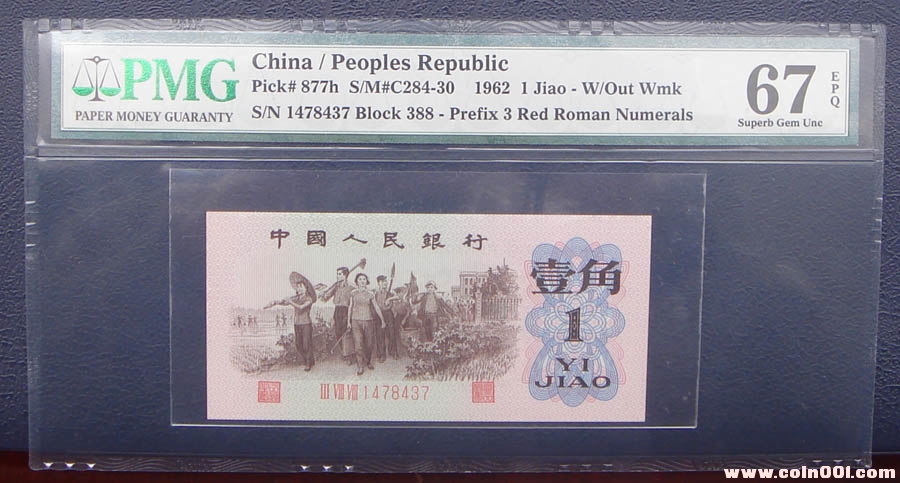 PMG
PAPER MONEY GUARANTY
China / Peoples Republic
Pick# 877h S/M#C284-30 1962 1 Jiao - W/Out Wmk
S/N 1478437 Block 388 - Prefix 3 Red Roman Numerals
67
EPQ
Superb Gem Unc
中國人民銀行
壹角
1
YI
JIAO
III VIII VIII 1478437
www.coin001.com